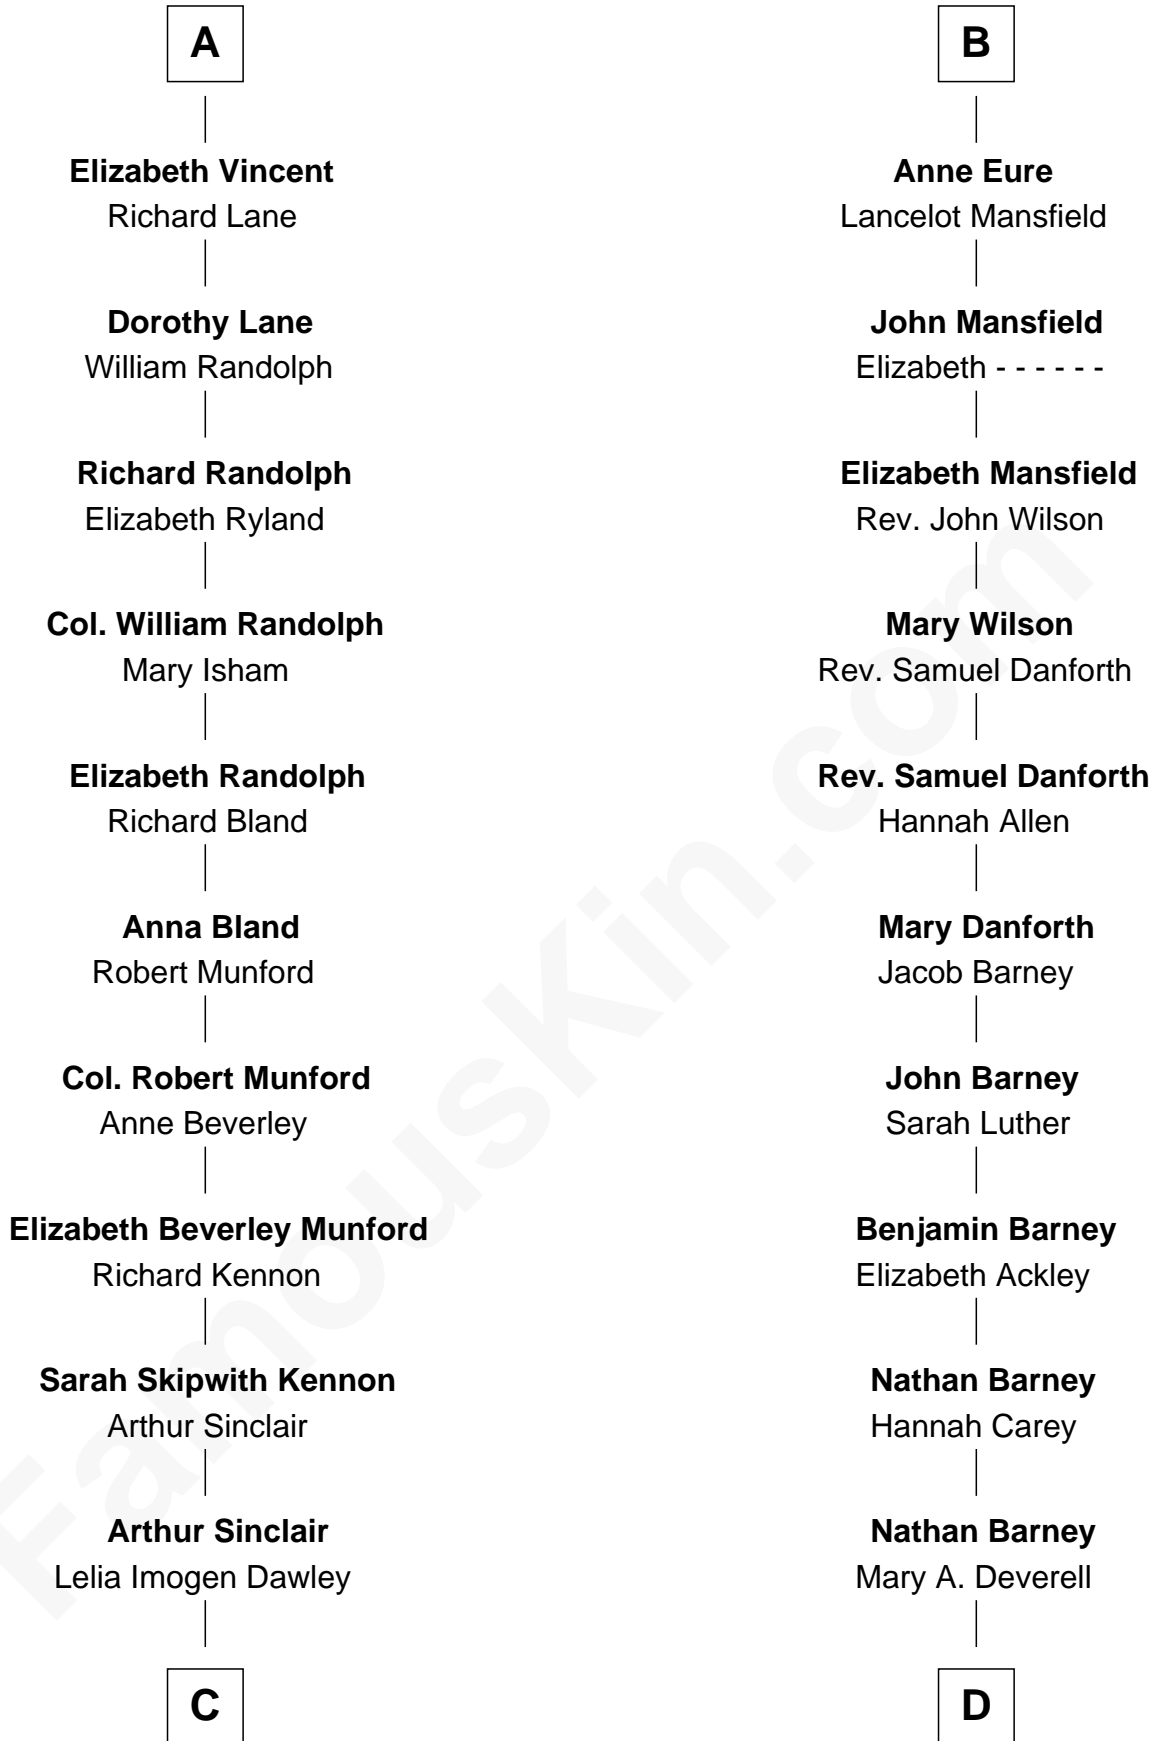 A
Elizabeth Vincent
Richard Lane
Dorothy Lane
William Randolph
Richard Randolph
Elizabeth Ryland
Col. William Randolph
Mary Isham
Elizabeth Randolph
Richard Bland
Anna Bland
Robert Munford
Col. Robert Munford
Anne Beverley
Elizabeth Beverley Munford
Richard Kennon
Sarah Skipwith Kennon
Arthur Sinclair
Arthur Sinclair
Lelia Imogen Dawley
C
B
Anne Eure
Lancelot Mansfield
John Mansfield
Elizabeth - - - - - -
Elizabeth Mansfield
Rev. John Wilson
Mary Wilson
Rev. Samuel Danforth
Rev. Samuel Danforth
Hannah Allen
Mary Danforth
Jacob Barney
John Barney
Sarah Luther
Benjamin Barney
Elizabeth Ackley
Nathan Barney
Hannah Carey
Nathan Barney
Mary A. Deverell
D
FamousKin.com